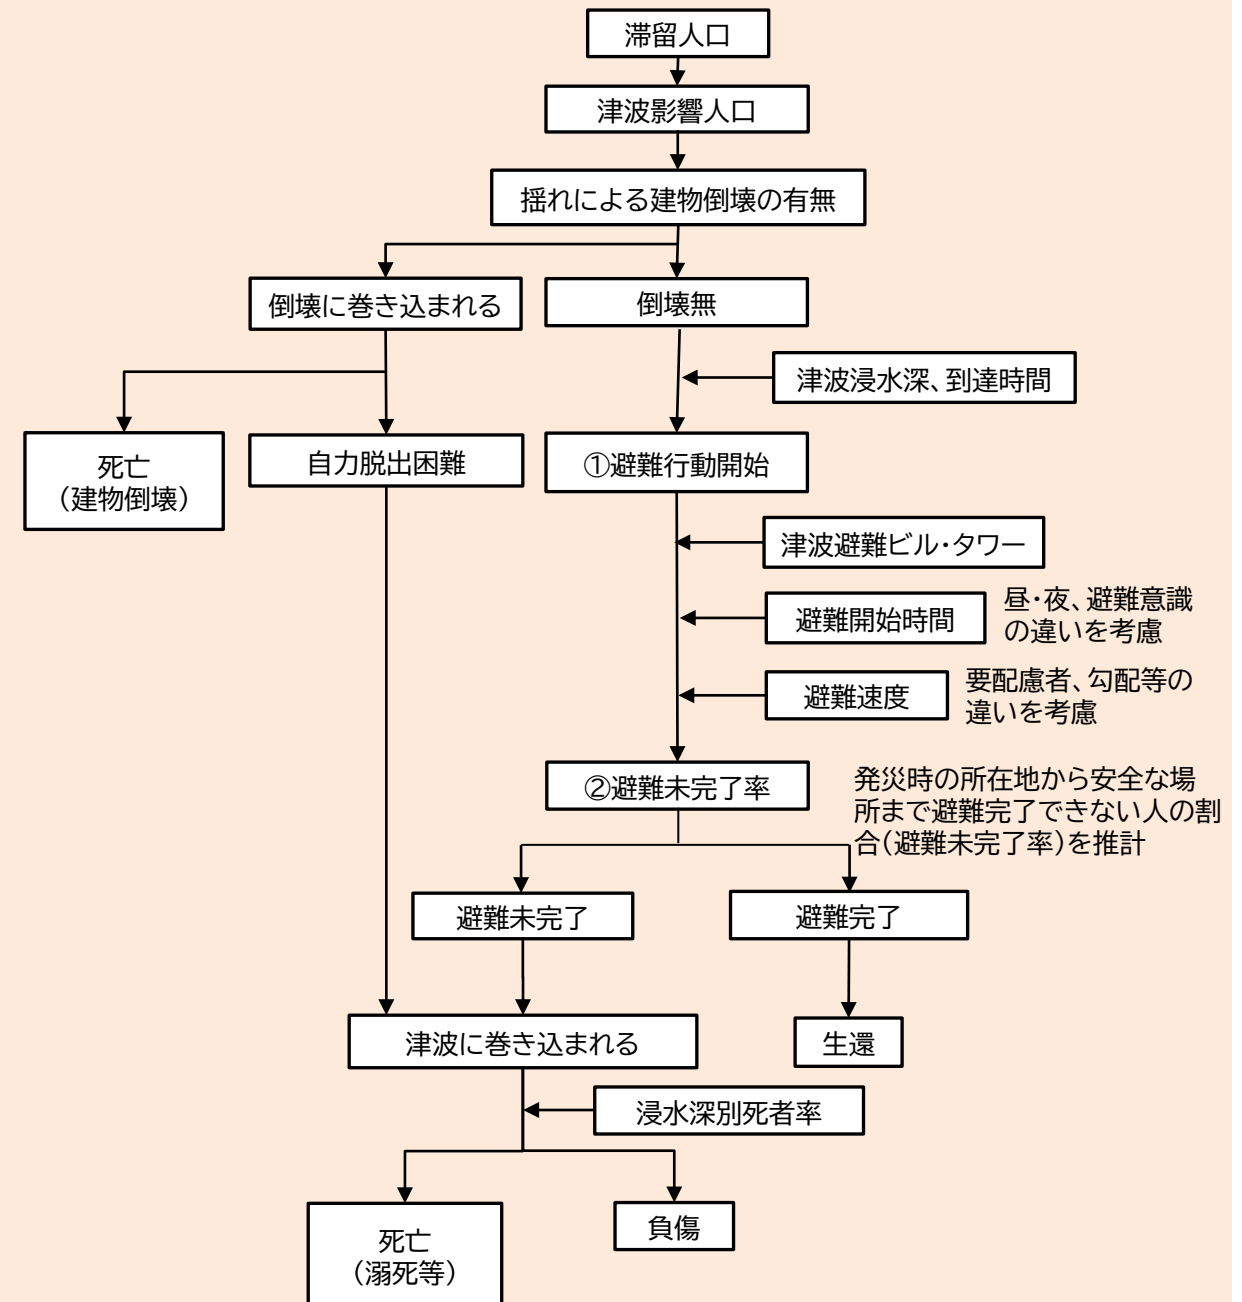 滞留人口
津波影響人口
揺れによる建物倒壊の有無
倒壊に巻き込まれる
倒壊無
津波浸水深、到達時間
死亡
（建物倒壊）
自力脱出困難
①避難行動開始
津波避難ビル・タワー
避難開始時間
昼・夜、避難意識
の違いを考慮
避難速度
要配慮者、勾配等の
違いを考慮
②避難未完了率
発災時の所在地から安全な場
所まで避難完了できない人の割
合（避難未完了率）を推計
避難未完了
避難完了
津波に巻き込まれる
生還
浸水深別死者率
死亡
（溺死等）
負傷